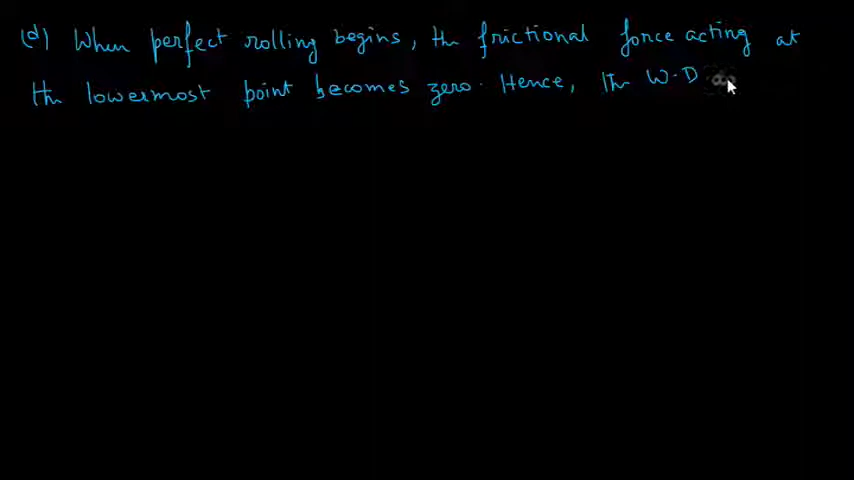 (d) When perfect rolling begins, the frictional force acting at
the lowermost point becomes zero. Hence, the W.D